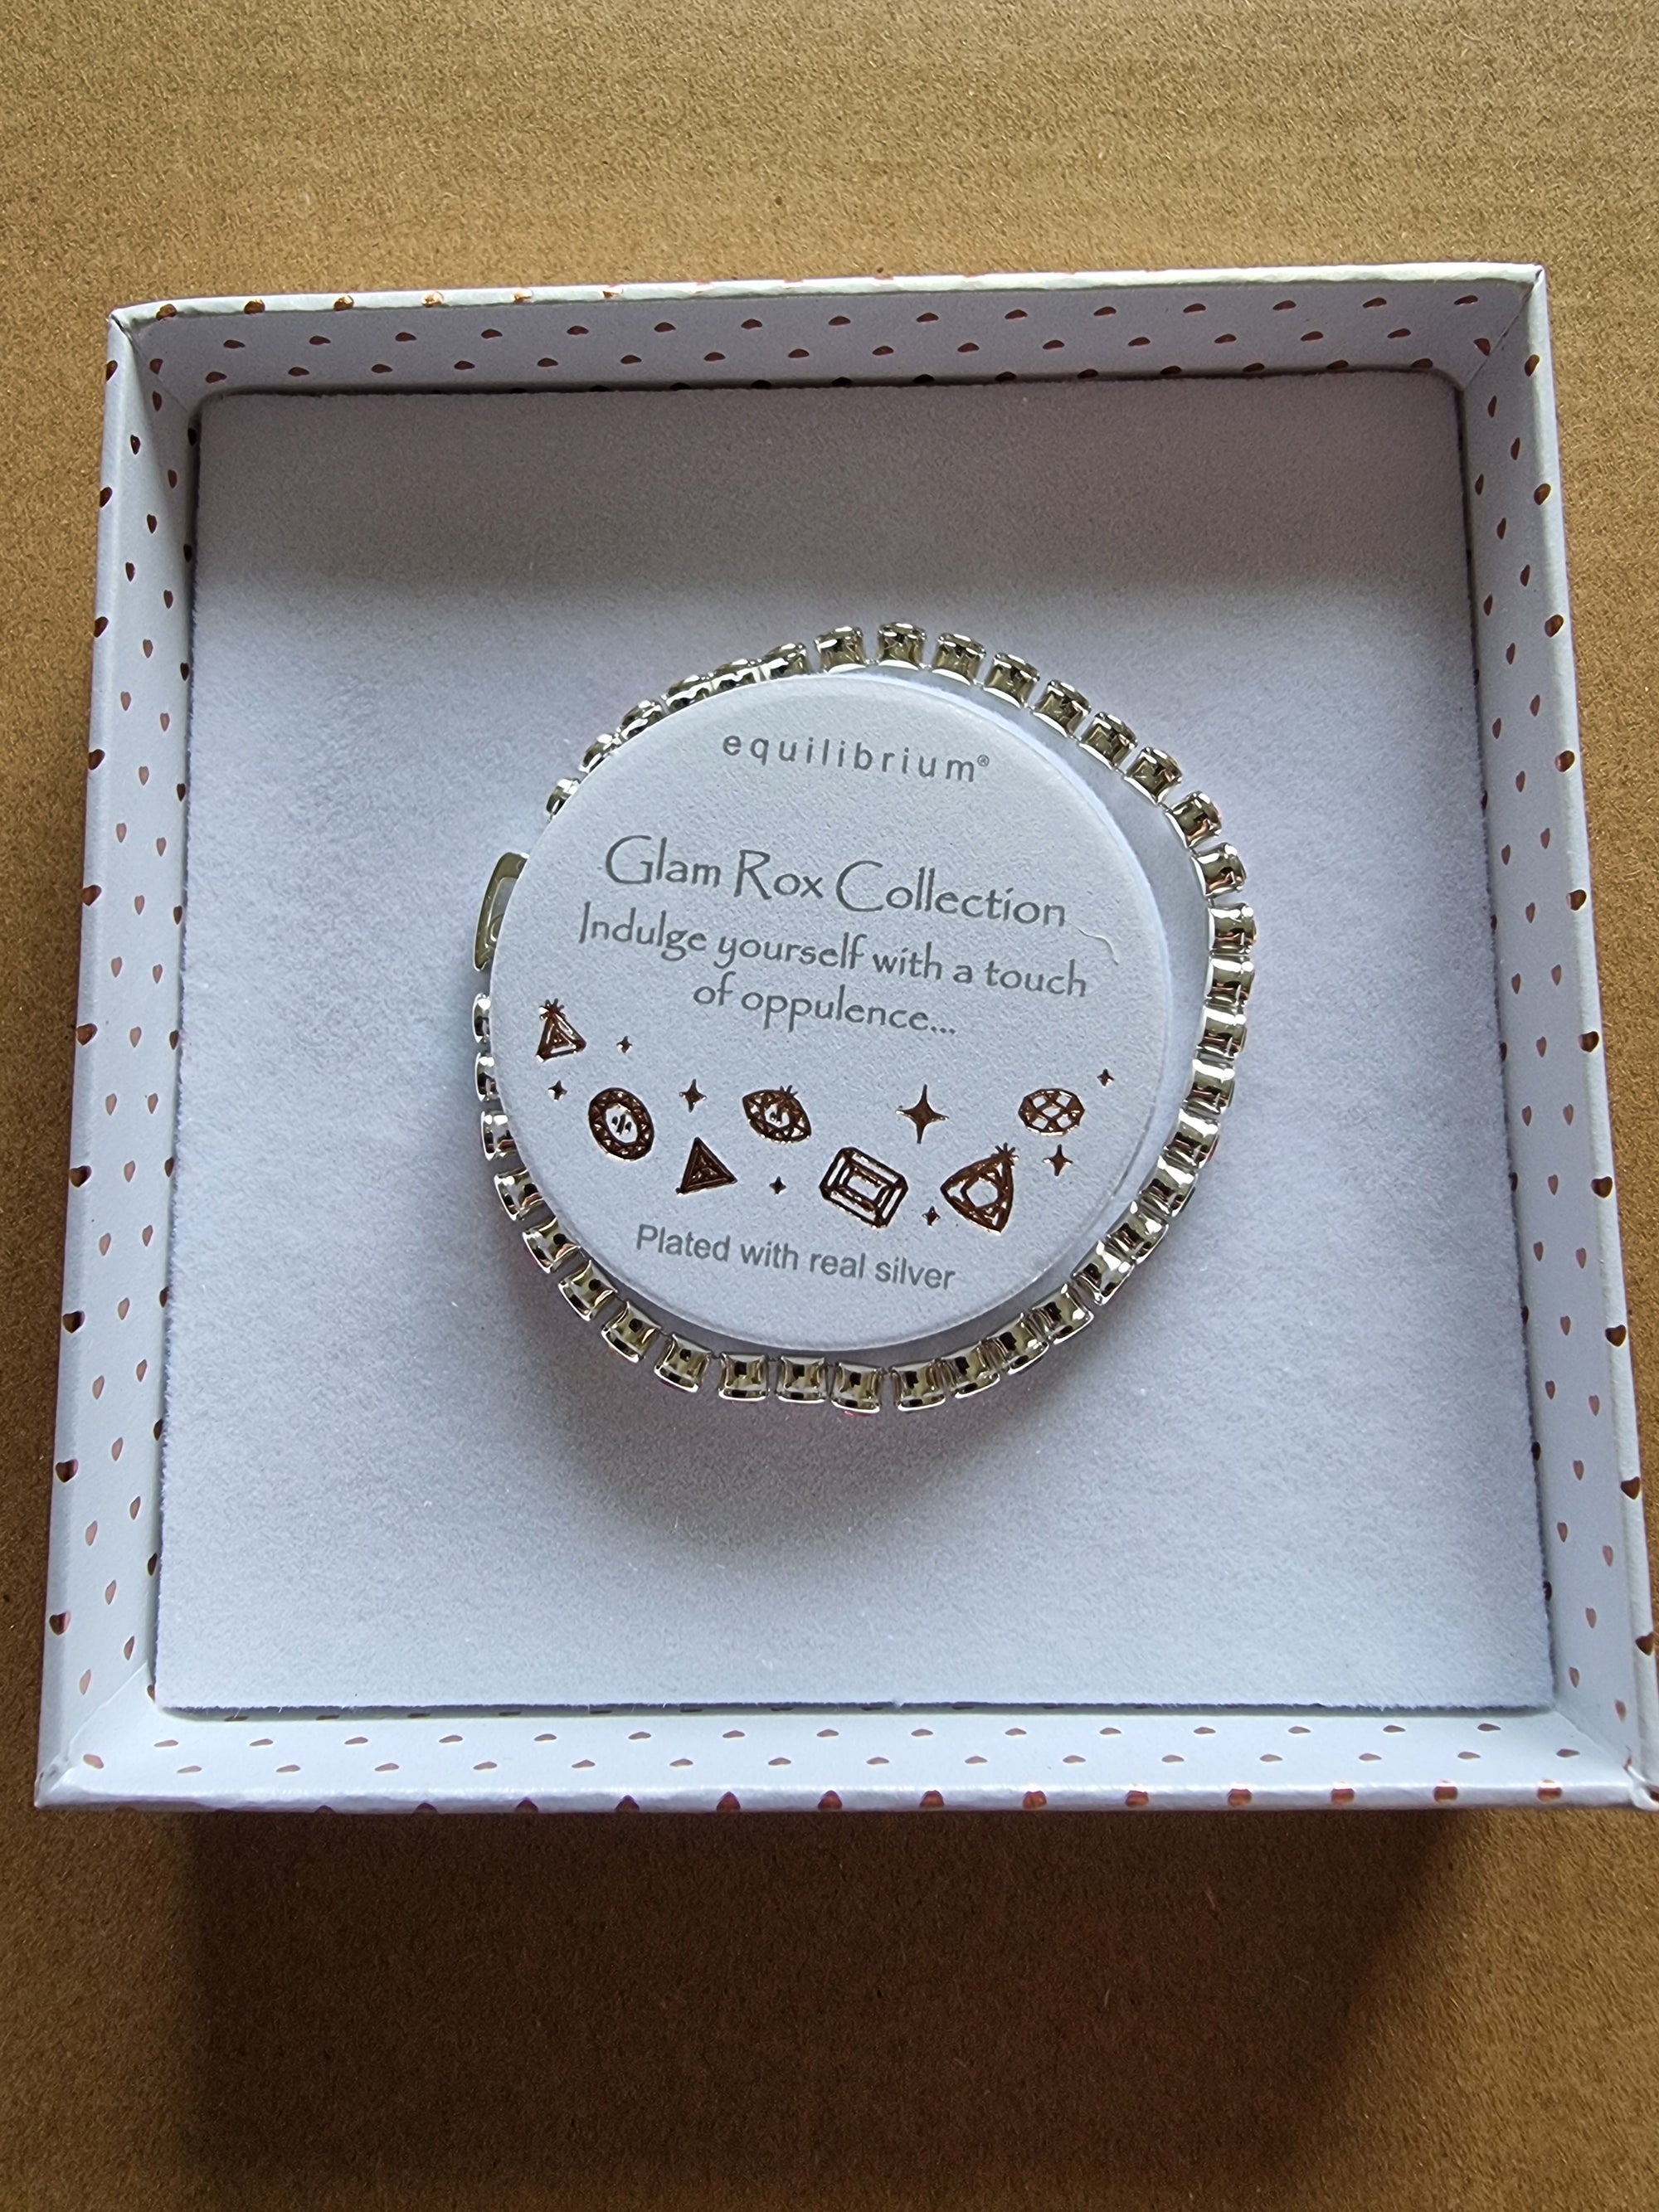 equilibrium®
Glam Rox Collection
Indulge yourself with a touch
of oppulence...
Plated with real silver